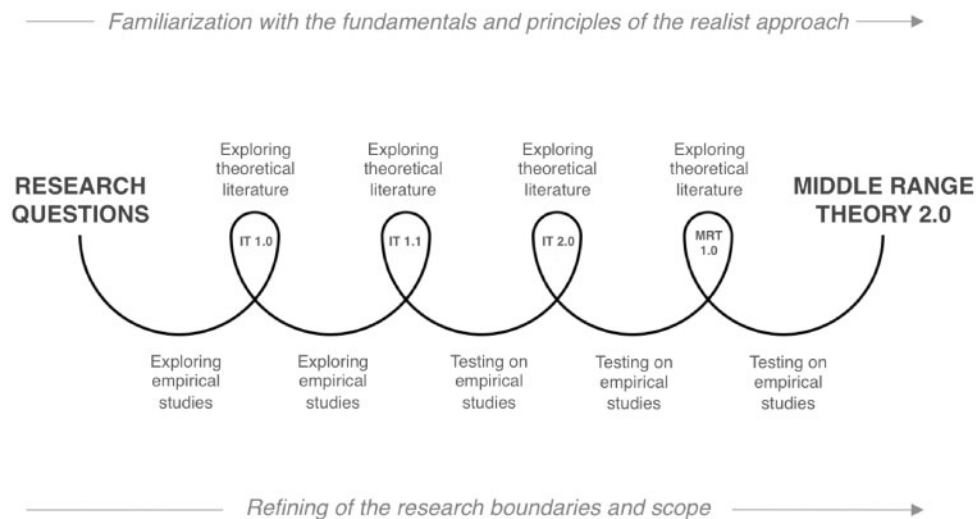 Familiarization with the fundamentals and principles of the realist approach
Exploring
theoretical
literature
Exploring
theoretical
literature
Exploring
theoretical
literature
Exploring
theoretical
literature
RESEARCH
QUESTIONS
MIDDLE RANGE
THEORY 2.0
IT 1.0
IT 1.1
IT 2.0
MRT
1.0
Exploring
empirical
studies
Exploring
empirical
studies
Testing on
empirical
studies
Testing on
empirical
studies
Testing on
empirical
studies
Refining of the research boundaries and scope